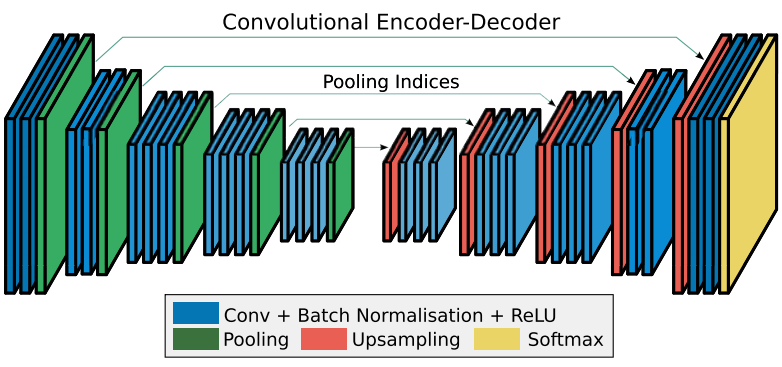 Convolutional Encoder-Decoder
Pooling Indices
Conv + Batch Normalisation + ReLU
Pooling Upsampling Softmax